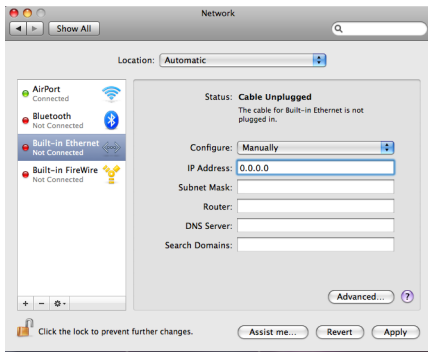 Network
Show All
Location: Automatic
AirPort
Connected
Bluetooth
Not Connected
Built-in Ethernet
Not Connected
Built-in FireWire
Not Connected
Status: Cable Unplugged
The cable for Built-in Ethernet is not
plugged in.
Configure: Manually
IP Address: 0.0.0.0
Subnet Mask:
Router:
DNS Server:
Search Domains:
Advanced... ?
+ -
Click the lock to prevent further changes.
Assist me... Revert Apply